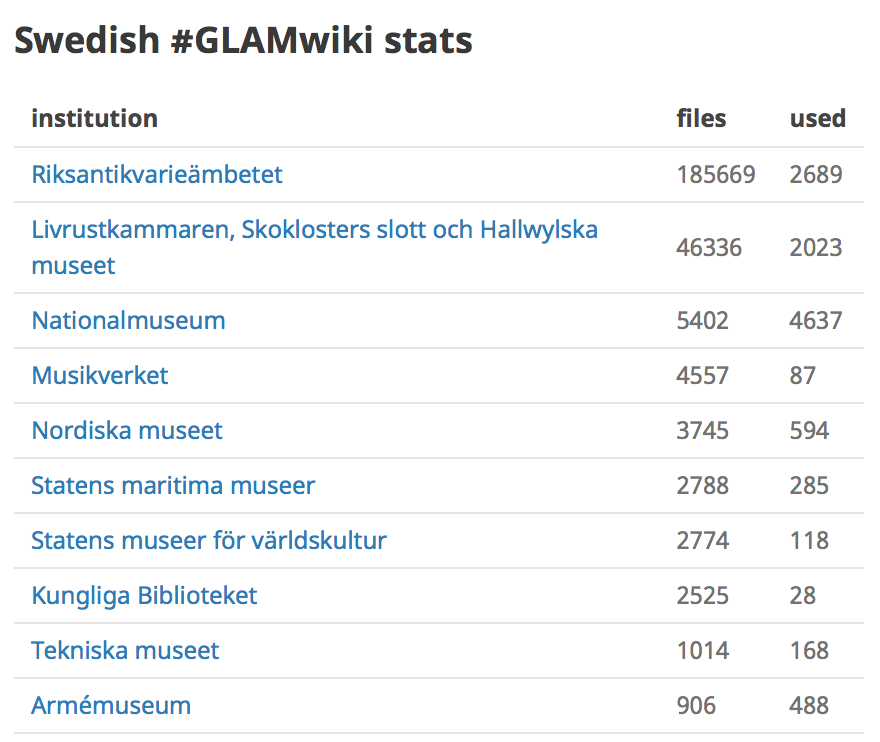 Swedish #GLAMwiki stats
institution files used
Riksantikvarieämbetet 185669 2689
Livrustkammaren, Skoklosters slott och Hallwylska
museet 46336 2023
Nationalmuseum 5402 4637
Musikverket 4557 87
Nordiska museet 3745 594
Statens maritima museer 2788 285
Statens museer för världskultur 2774 118
Kungliga Biblioteket 2525 28
Tekniska museet 1014 168
Armémuseum 906 488